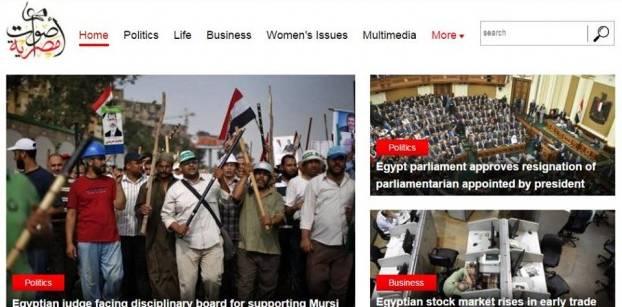 أصوات
مصرية
Home Politics Life Business Women's Issues Multimedia More
search
Politics
Egypt parliament approves resignation of
parliamentarian appointed by president
Politics
Egyptian judge facing disciplinary board for supporting Mursi
Business
Egyptian stock market rises in early trade